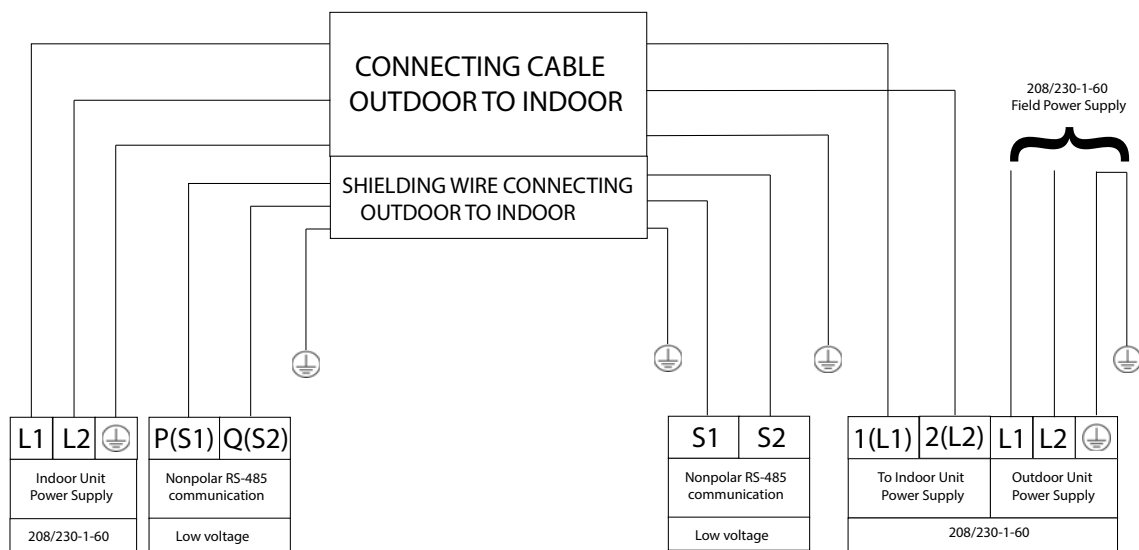 CONNECTING CABLE
OUTDOOR TO INDOOR
SHIELDING WIRE CONNECTING
OUTDOOR TO INDOOR
208/230-1-60
Field Power Supply
L1 L2
Indoor Unit
Power Supply
208/230-1-60
P(S1) Q(S2)
Nonpolar RS-485
communication
Low voltage
S1 S2
Nonpolar RS-485
communication
Low voltage
1(L1) 2(L2) L1 L2
To Indoor Unit
Power Supply
Outdoor Unit
Power Supply
208/230-1-60